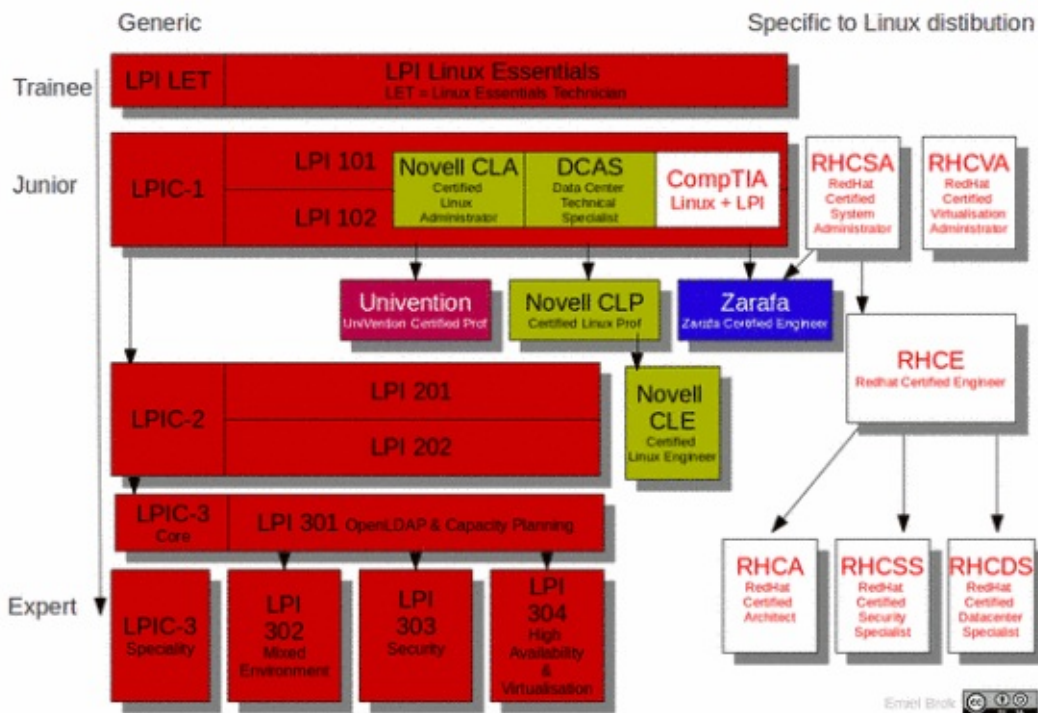 Generic
Specific to Linux distibution
Trainee
LPI LET
LPI Linux Essentials
LET = Linux Essentials Technician
Junior
LPIC-1
LPI 101
LPI 102
Novell CLA
Certified
Linux
Administrator
DCAS
Data Center
Technical
Specialist
CompTIA
Linux + LPI
RHCSA
RedHat
Certified
System
Administrator
RHCVA
RedHat
Certified
Virtualisation
Administrator
Univention
UniVention Certified Prof
Novell CLP
Certified Linux Prof
Zarafa
Zarafa Certified Engineer
RHCE
Redhat Certified Engineer
LPIC-2
LPI 201
LPI 202
Novell
CLE
Certified
Linux Engineer
LPIC-3
Core
LPI 301 OpenLDAP & Capacity Planning
Expert
LPIC-3
Speciality
LPI
302
Mixed
Environment
LPI
303
Security
LPI
304
High
Availability
&
Virtualisation
RHCA
RedHat
Certified
Architect
RHCSS
RedHat
Certified
Security
Specialist
RHCDS
RedHat
Certified
Datacenter
Specialist
Emiel Brok
cc